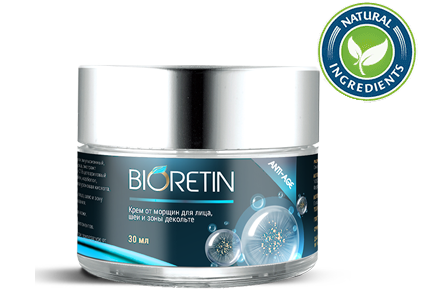 NATURAL
INGREDIENTS
BIORETIN
ANTI-AGE
Крем от морщин для лица,
шеи и зоны декольте
30 мл